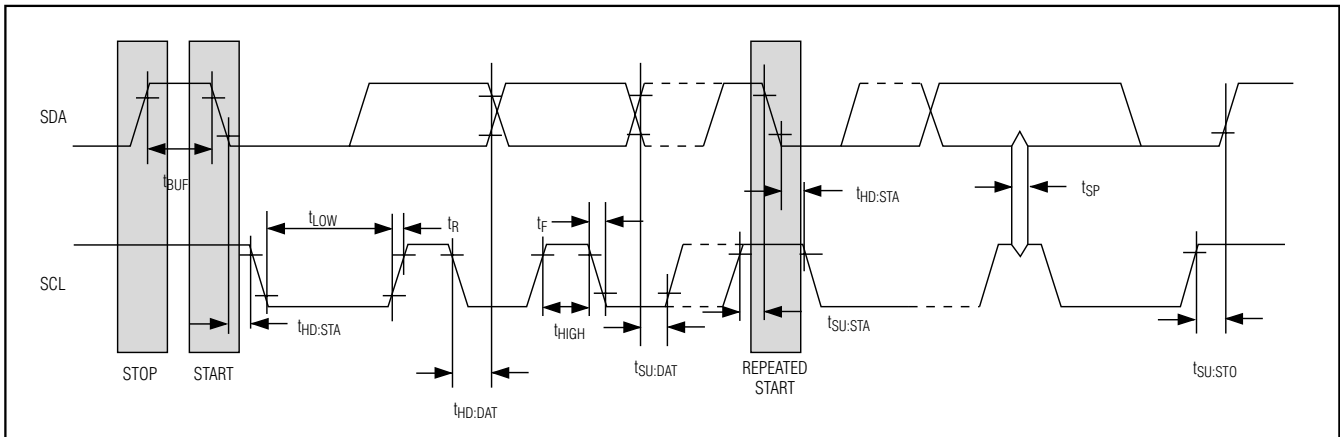 SDA
tBUF
tHD:STA
tSP
tLOW
tR
tF
SCL
tHD:STA
tHIGH
tSU:STA
tSU:DAT
tSU:STO
STOP
START
REPEATED
START
tHD:DAT